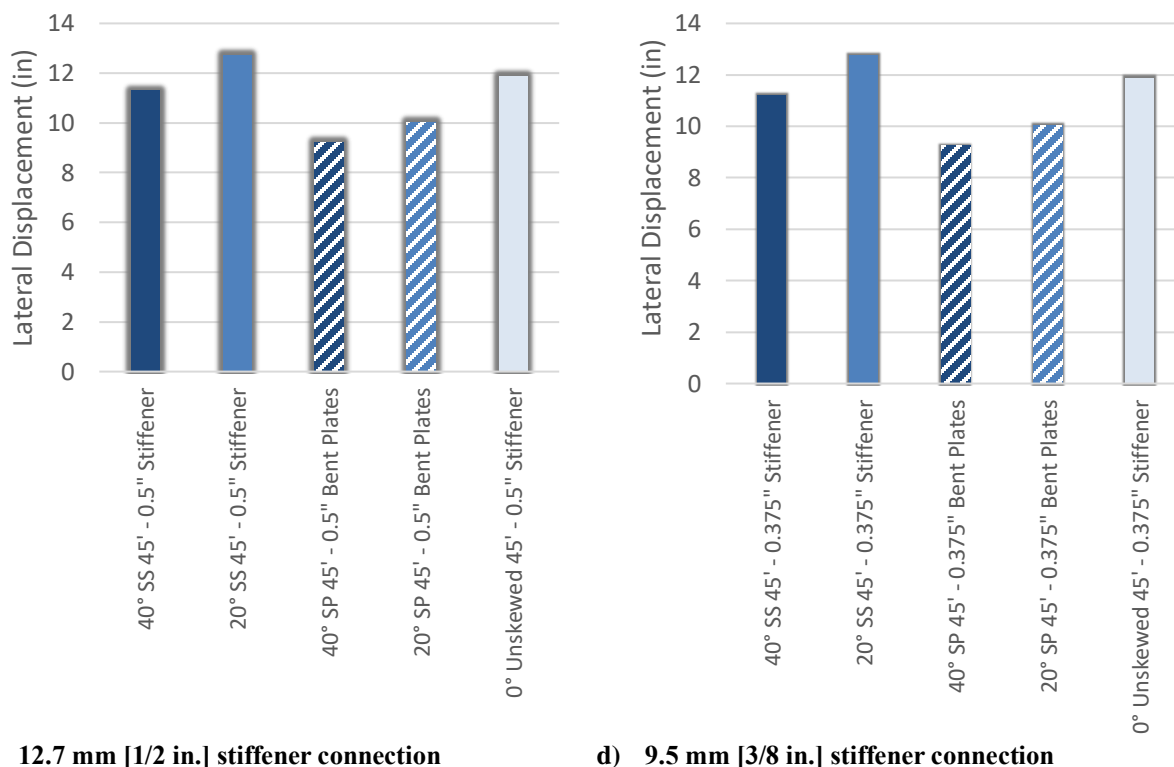 Lateral Displacement (in)
14
12
10
8
6
4
2
0
40° SS 45' - 0.5" Stiffener
20° SS 45' - 0.5" Stiffener
40° SP 45' - 0.5" Bent Plates
20° SP 45' - 0.5" Bent Plates
0° Unskewed 45' - 0.5" Stiffener
12.7 mm [1/2 in.] stiffener connection
Lateral Displacement (in)
14
12
10
8
6
4
2
0
40° SS 45' - 0.375" Stiffener
20° SS 45' - 0.375" Stiffener
40° SP 45' - 0.375" Bent Plates
20° SP 45' - 0.375" Bent Plates
0° Unskewed 45' - 0.375" Stiffener
d) 9.5 mm [3/8 in.] stiffener connection